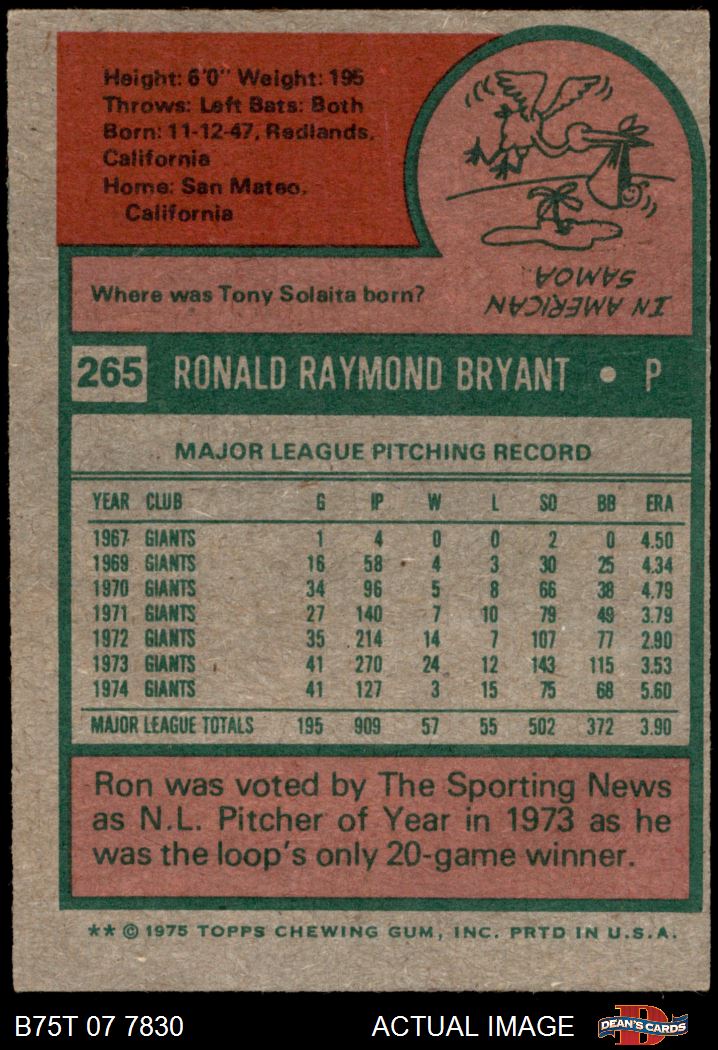 Height: 6'0" Weight: 195
Throws: Left Bats: Both
Born: 11-12-47, Redlands,
California
Home: San Mateo,
California
Where was Tony Solaita born?
IN AMERICAN
SAMOA
265 RONALD RAYMOND BRYANT • P
MAJOR LEAGUE PITCHING RECORD
YEAR CLUB G IP W L SO BB ERA
1967 GIANTS 1 4 0 0 2 0 4.50
1969 GIANTS 16 58 4 3 30 25 4.34
1970 GIANTS 34 96 5 8 66 38 4.79
1971 GIANTS 27 140 7 10 79 49 3.79
1972 GIANTS 35 214 14 7 107 77 2.90
1973 GIANTS 41 270 24 12 143 115 3.53
1974 GIANTS 41 127 3 15 75 68 5.60
MAJOR LEAGUE TOTALS 195 909 57 55 502 372 3.90
Ron was voted by The Sporting News
as N.L. Pitcher of Year in 1973 as he
was the loop's only 20-game winner.
** © 1975 TOPPS CHEWING GUM, INC. PRTD IN U.S.A.
B75T 07 7830 ACTUAL IMAGE D DEAN'S CARDS